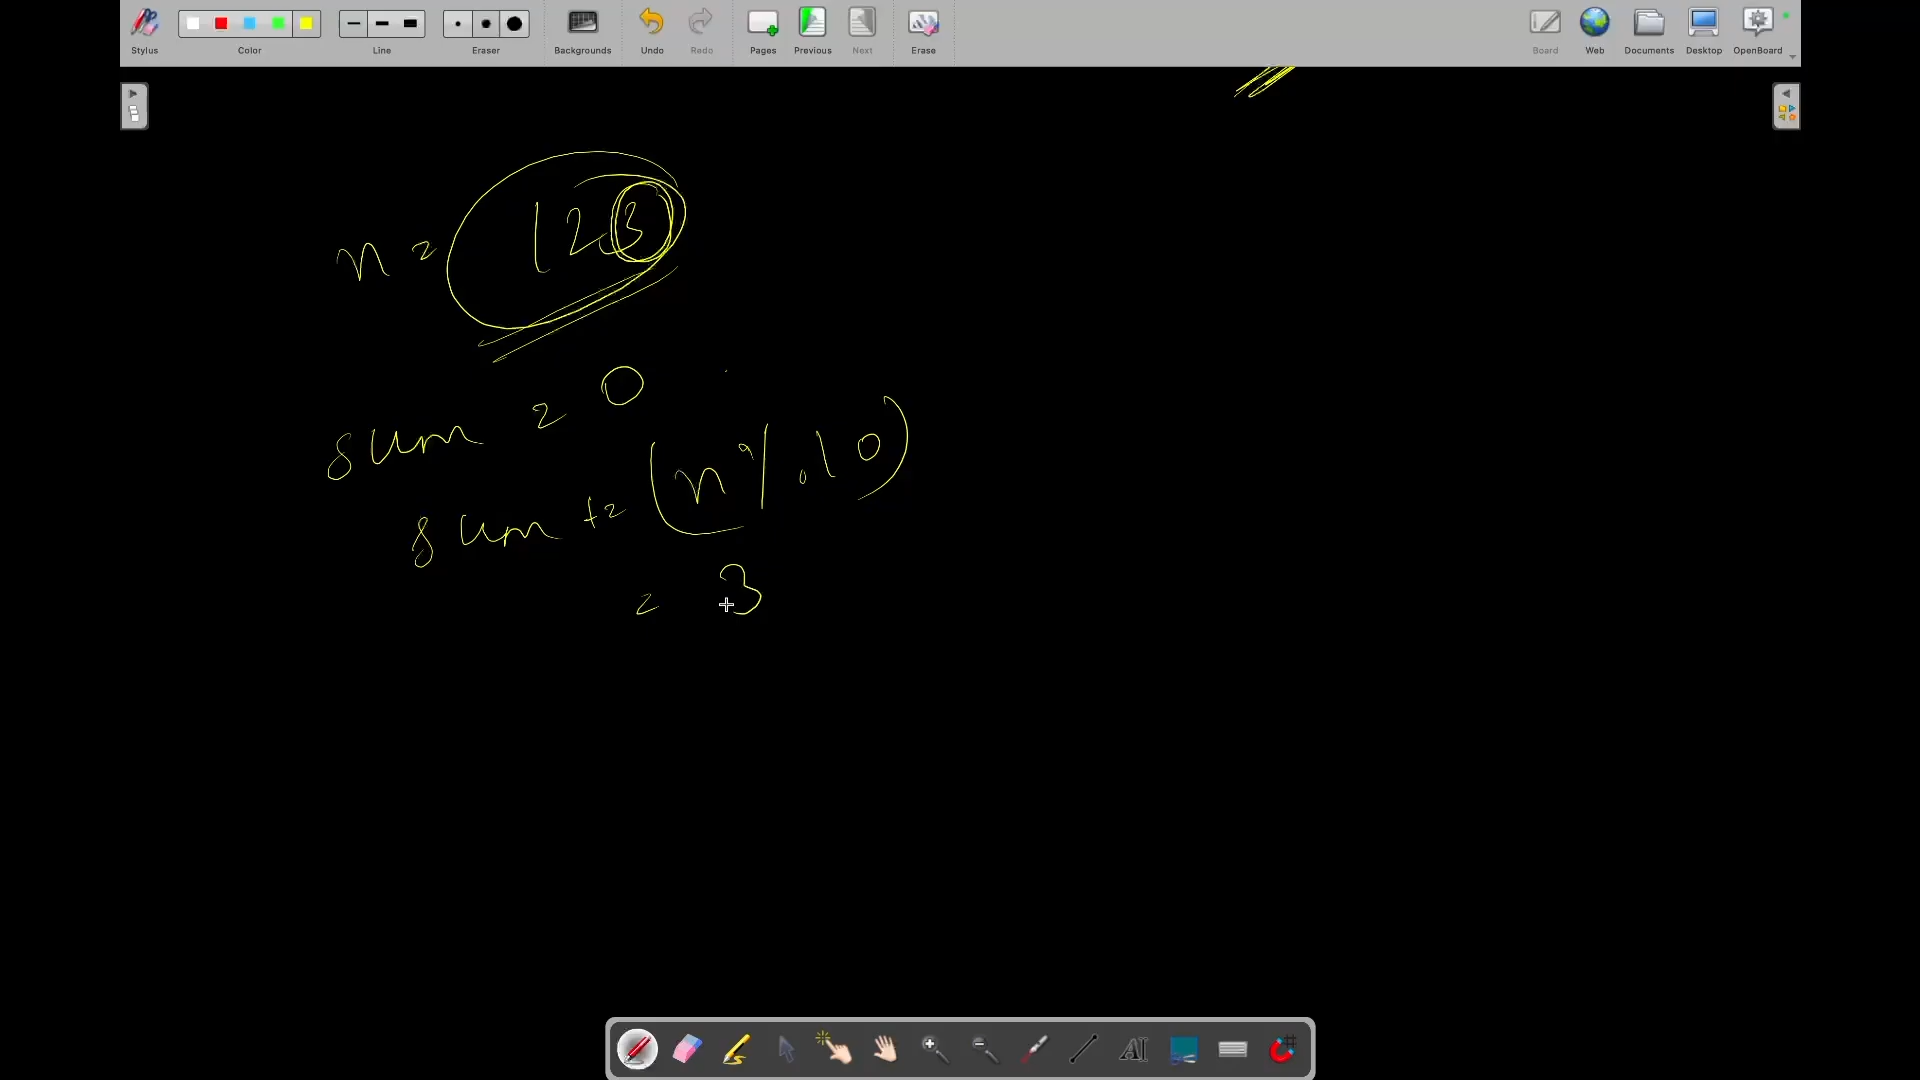 Stylus Color Line Eraser Backgrounds Undo Redo Pages Previous Next Erase Board Web Documents Desktop OpenBoard
n = 123
sum = 0
sum += (n%10)
= 3
AI